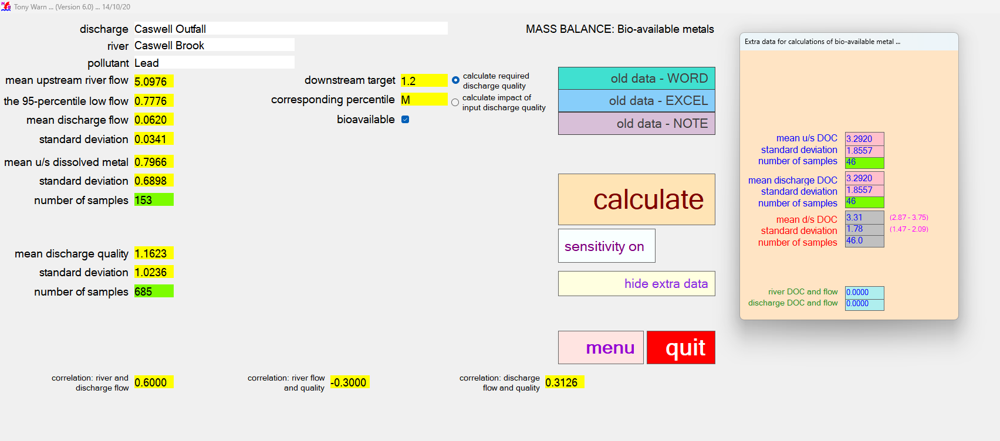 Tony Warn ... (Version 6.0) ... 14/10/20
discharge Caswell Outfall
MASS BALANCE: Bio-available metals
river Caswell Brook
pollutant Lead
mean upstream river flow 5.0976
the 95-percentile low flow 0.7776
mean discharge flow 0.0620
standard deviation 0.0341
mean u/s dissolved metal 0.7966
standard deviation 0.6898
number of samples 153
mean discharge quality 1.1623
standard deviation 1.0236
number of samples 685
downstream target 1.2
corresponding percentile M
bioavailable
calculate required
discharge quality
calculate impact of
input discharge quality
old data - WORD
old data - EXCEL
old data - NOTE
calculate
sensitivity on
hide extra data
menu
quit
correlation: river and
discharge flow 0.6000
correlation: river flow
and quality -0.3000
correlation: discharge
flow and quality 0.3126
Extra data for calculations of bio-available metal ...
mean u/s DOC 3.2920
standard deviation 1.8557
number of samples 46
mean discharge DOC 3.2920
standard deviation 1.8557
number of samples 46
mean d/s DOC 3.31 (2.87 - 3.75)
standard deviation 1.78 (1.47 - 2.09)
number of samples 46.0
river DOC and flow 0.0000
discharge DOC and flow 0.0000